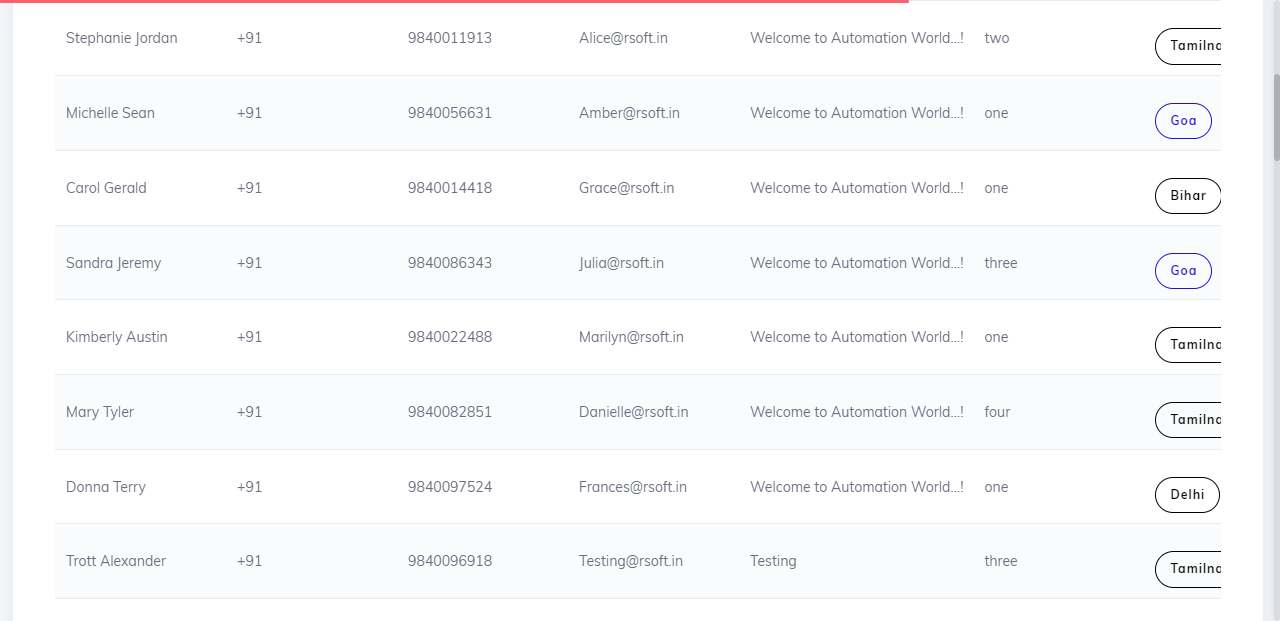 Stephanie Jordan +91 9840011913 Alice@rsoft.in Welcome to Automation World...! two Tamilna
Michelle Sean +91 9840056631 Amber@rsoft.in Welcome to Automation World...! one Goa
Carol Gerald +91 9840014418 Grace@rsoft.in Welcome to Automation World...! one Bihar
Sandra Jeremy +91 9840086343 Julia@rsoft.in Welcome to Automation World...! three Goa
Kimberly Austin +91 9840022488 Marilyn@rsoft.in Welcome to Automation World...! one Tamilna
Mary Tyler +91 9840082851 Danielle@rsoft.in Welcome to Automation World...! four Tamilna
Donna Terry +91 9840097524 Frances@rsoft.in Welcome to Automation World...! one Delhi
Trott Alexander +91 9840096918 Testing@rsoft.in Testing three Tamilna